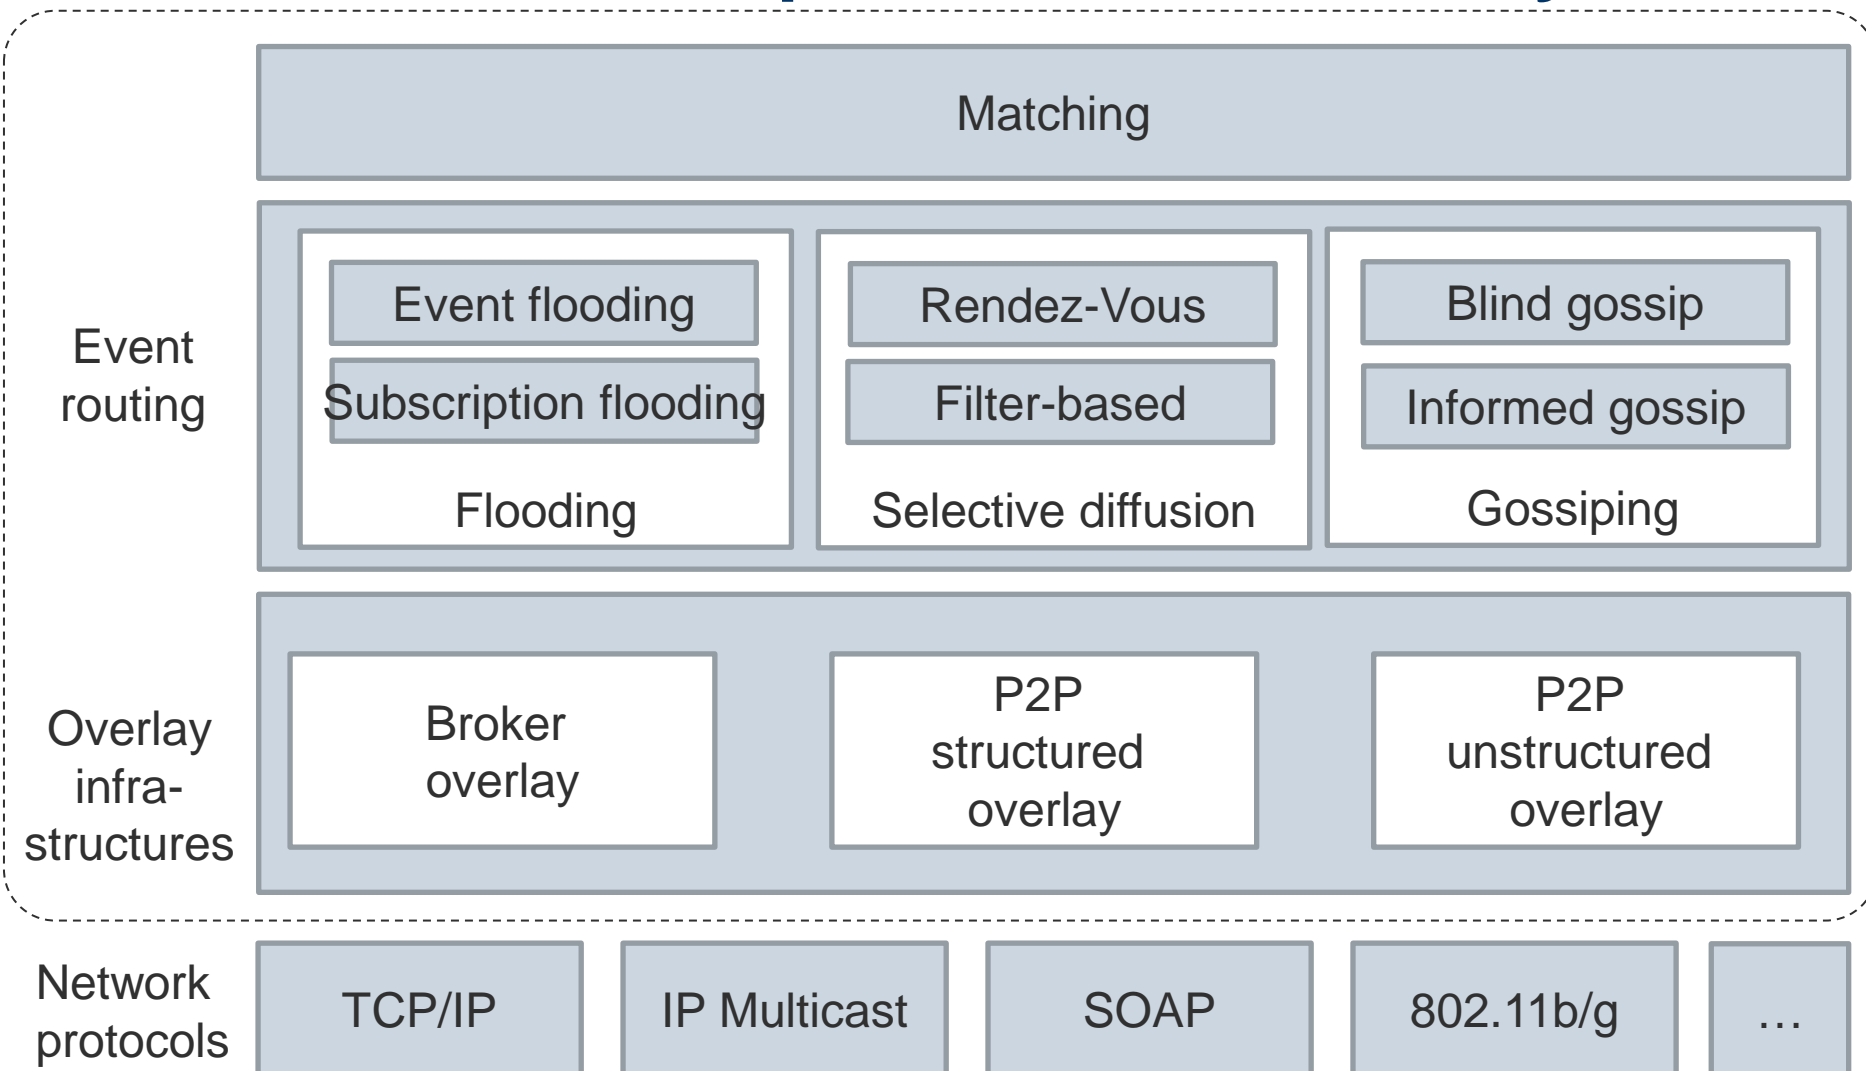 Matching
Event
routing
Event flooding
Subscription flooding
Flooding
Rendez-Vous
Filter-based
Selective diffusion
Blind gossip
Informed gossip
Gossiping
Overlay
infra-
structures
Broker
overlay
P2P
structured
overlay
P2P
unstructured
overlay
Network
protocols
TCP/IP
IP Multicast
SOAP
802.11b/g
…